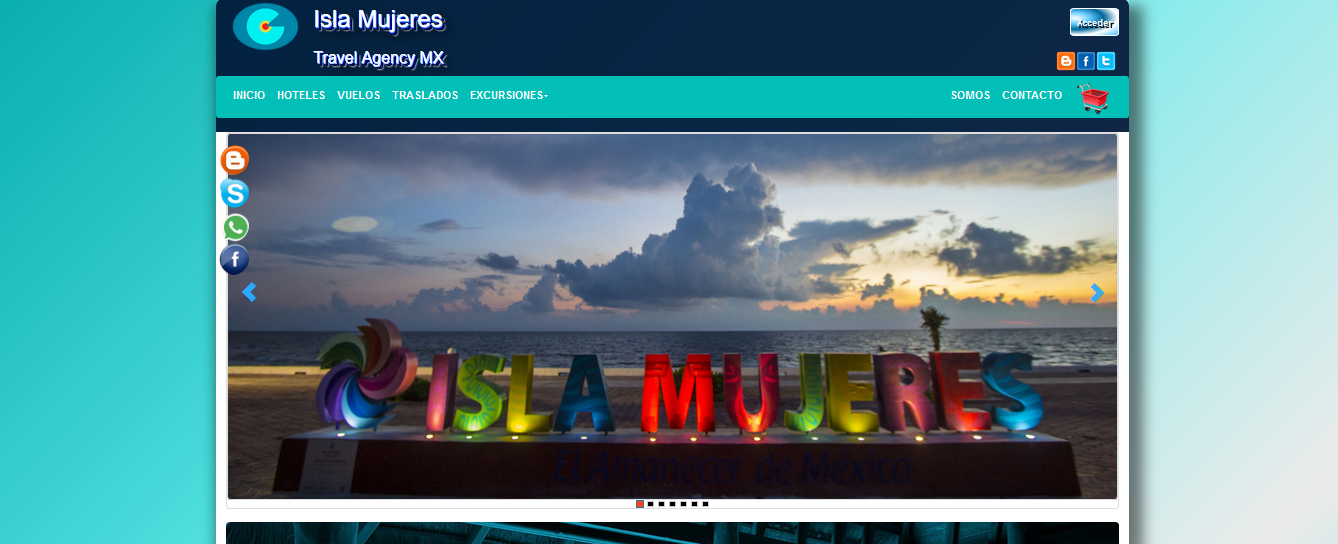 Isla Mujeres
Acceder
Travel Agency MX
INICIO HOTELES VUELOS TRASLADOS EXCURSIONES
SOMOS CONTACTO
ISLA MUJERES
El Amanecer de México